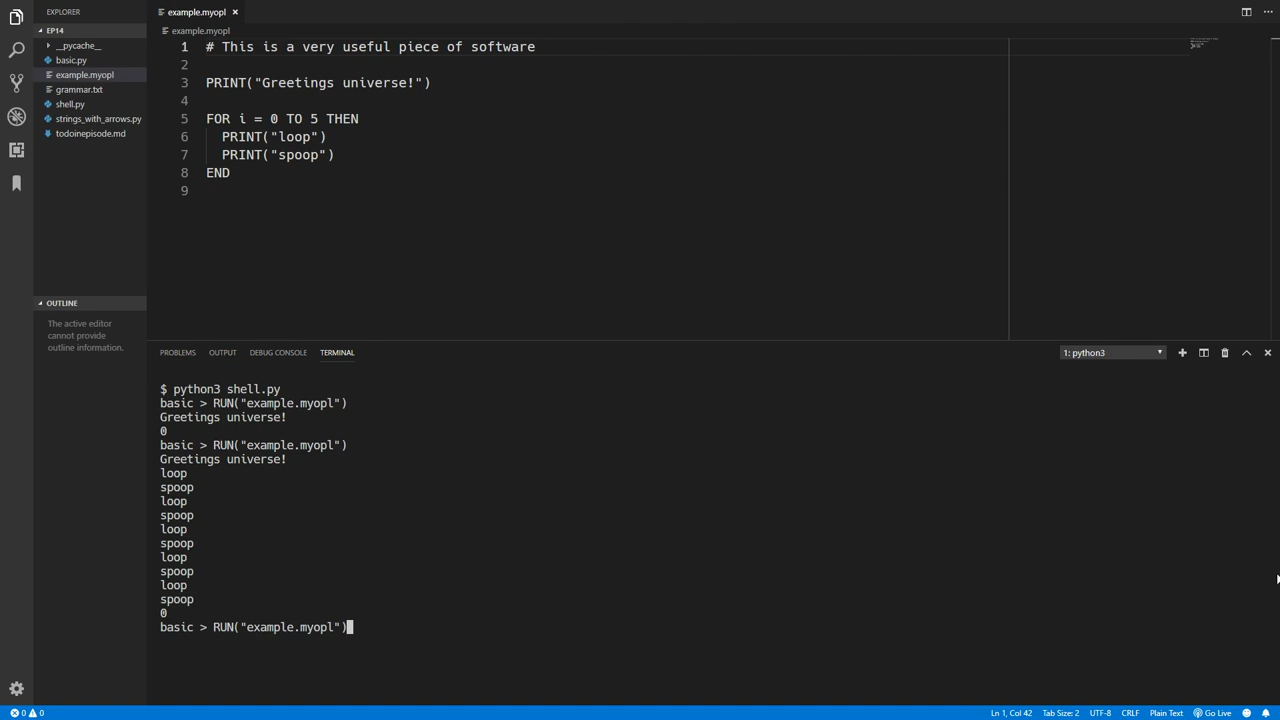 EXPLORER
EP14
__pycache__
basic.py
example.myopl
grammar.txt
shell.py
strings_with_arrows.py
todoinepisode.md
OUTLINE
The active editor
cannot provide
outline information.
example.myopl ×
example.myopl
1 # This is a very useful piece of software
2
3 PRINT("Greetings universe!")
4
5 FOR i = 0 TO 5 THEN
6 PRINT("loop")
7 PRINT("spoop")
8 END
9
PROBLEMS OUTPUT DEBUG CONSOLE TERMINAL 1: python3
$ python3 shell.py
basic > RUN("example.myopl")
Greetings universe!
0
basic > RUN("example.myopl")
Greetings universe!
loop
spoop
loop
spoop
loop
spoop
loop
spoop
loop
spoop
0
basic > RUN("example.myopl")
0 0 Ln 1, Col 42 Tab Size: 2 UTF-8 CRLF Plain Text Go Live